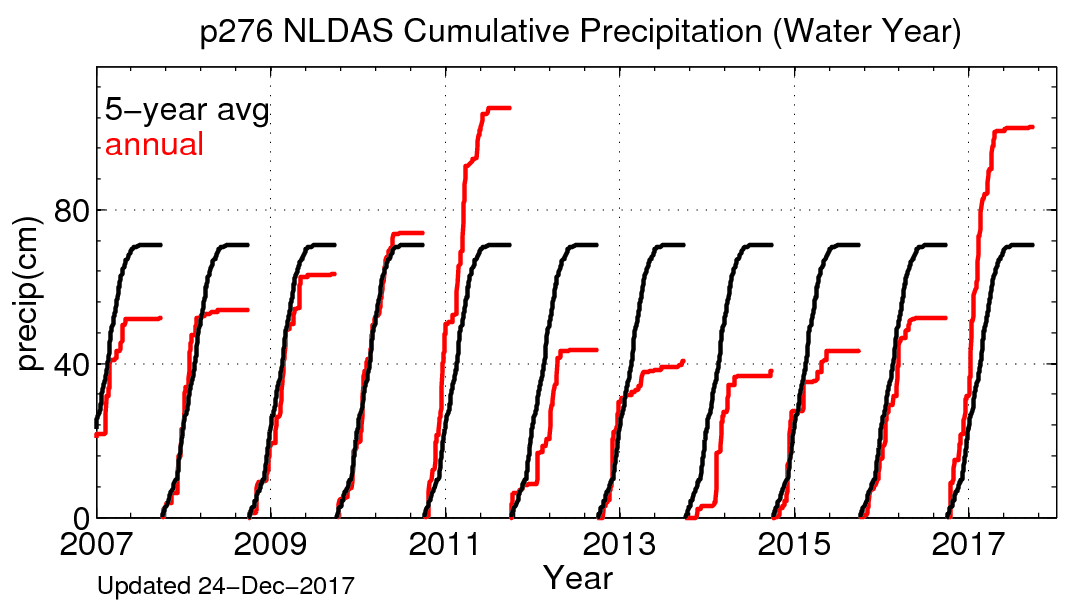 p276 NLDAS Cumulative Precipitation (Water Year)
5−year avg
annual
precip(cm)
80
40
0
2007 2009 2011 2013 2015 2017
Year
Updated 24−Dec−2017